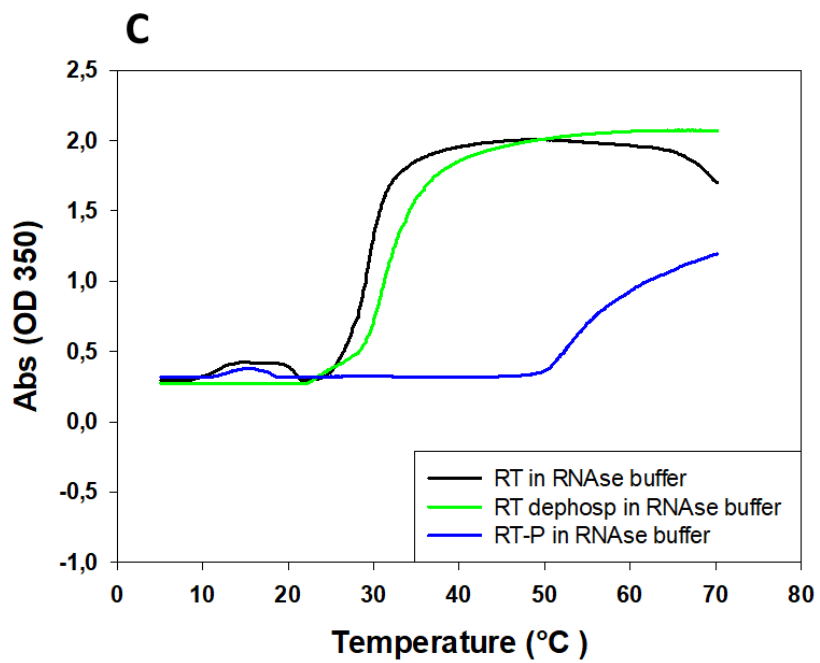 C
2,5
2,0
1,5
1,0
0,5
0,0
-0,5
-1,0
Abs (OD 350)
RT in RNAse buffer
RT dephosp in RNAse buffer
RT-P in RNAse buffer
0 10 20 30 40 50 60 70 80
Temperature (°C )